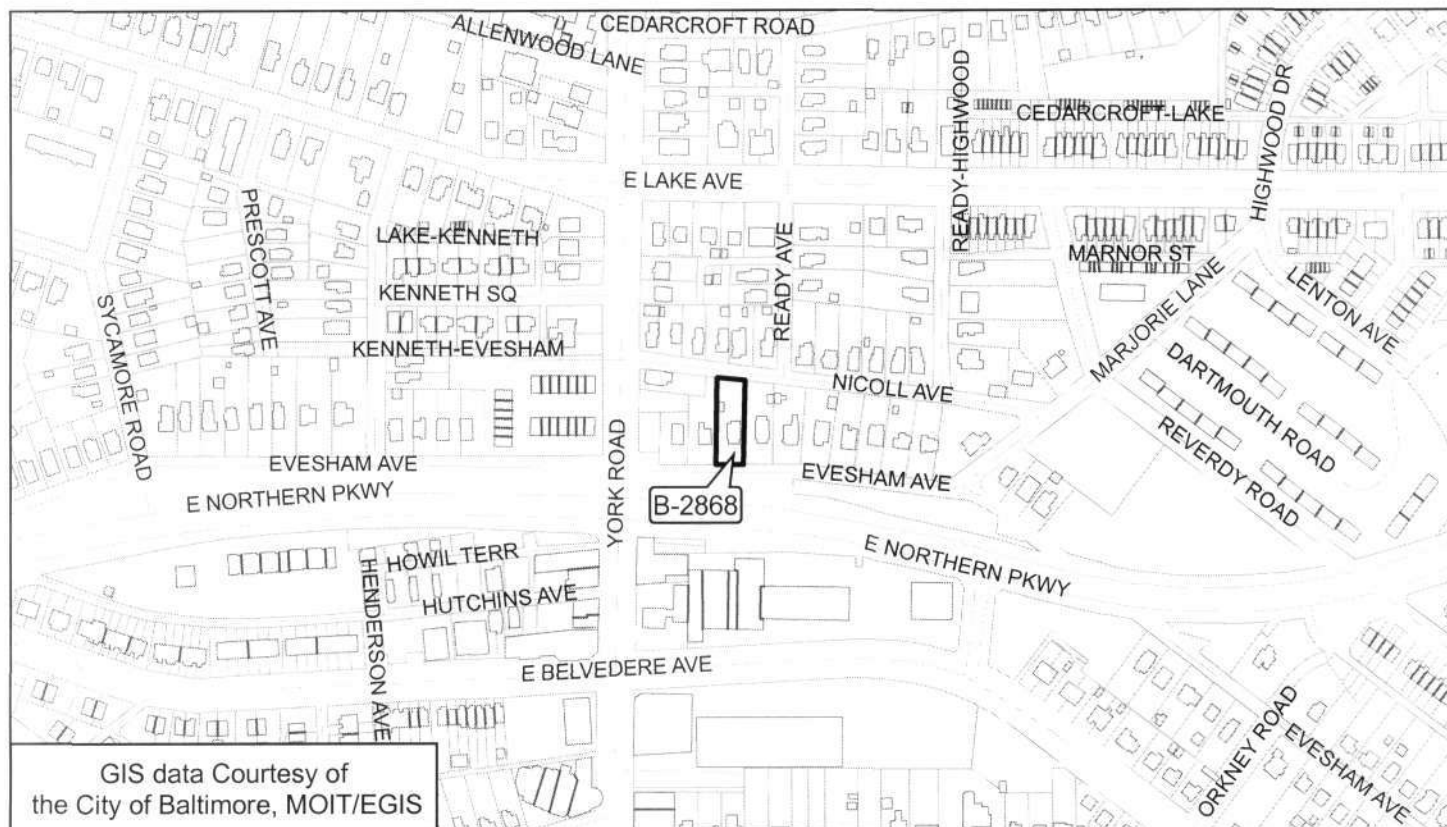 CEDARCROFT ROAD
ALLENWOOD LANE
READY-HIGHWOOD
HIGHWOOD DR
CEDARCROFT-LAKE
E LAKE AVE
PRESCOTT AVE
LAKE-KENNETH
READY AVE
MARNOR ST
KENNETH SQ
SYCAMORE ROAD
KENNETH-EVESHAM
MARJORIE LANE
LENTON AVE
NICOLL AVE
DARTMOUTH ROAD
REVERDY ROAD
EVESHAM AVE
EVESHAM AVE
E NORTHERN PKWY
YORK ROAD
B-2868
E NORTHERN PKWY
HOWIL TERR
HENDERSON AVE
HUTCHINS AVE
E BELVEDERE AVE
ORKNEY ROAD
EVESHAM AVE
GIS data Courtesy of
the City of Baltimore, MOIT/EGIS